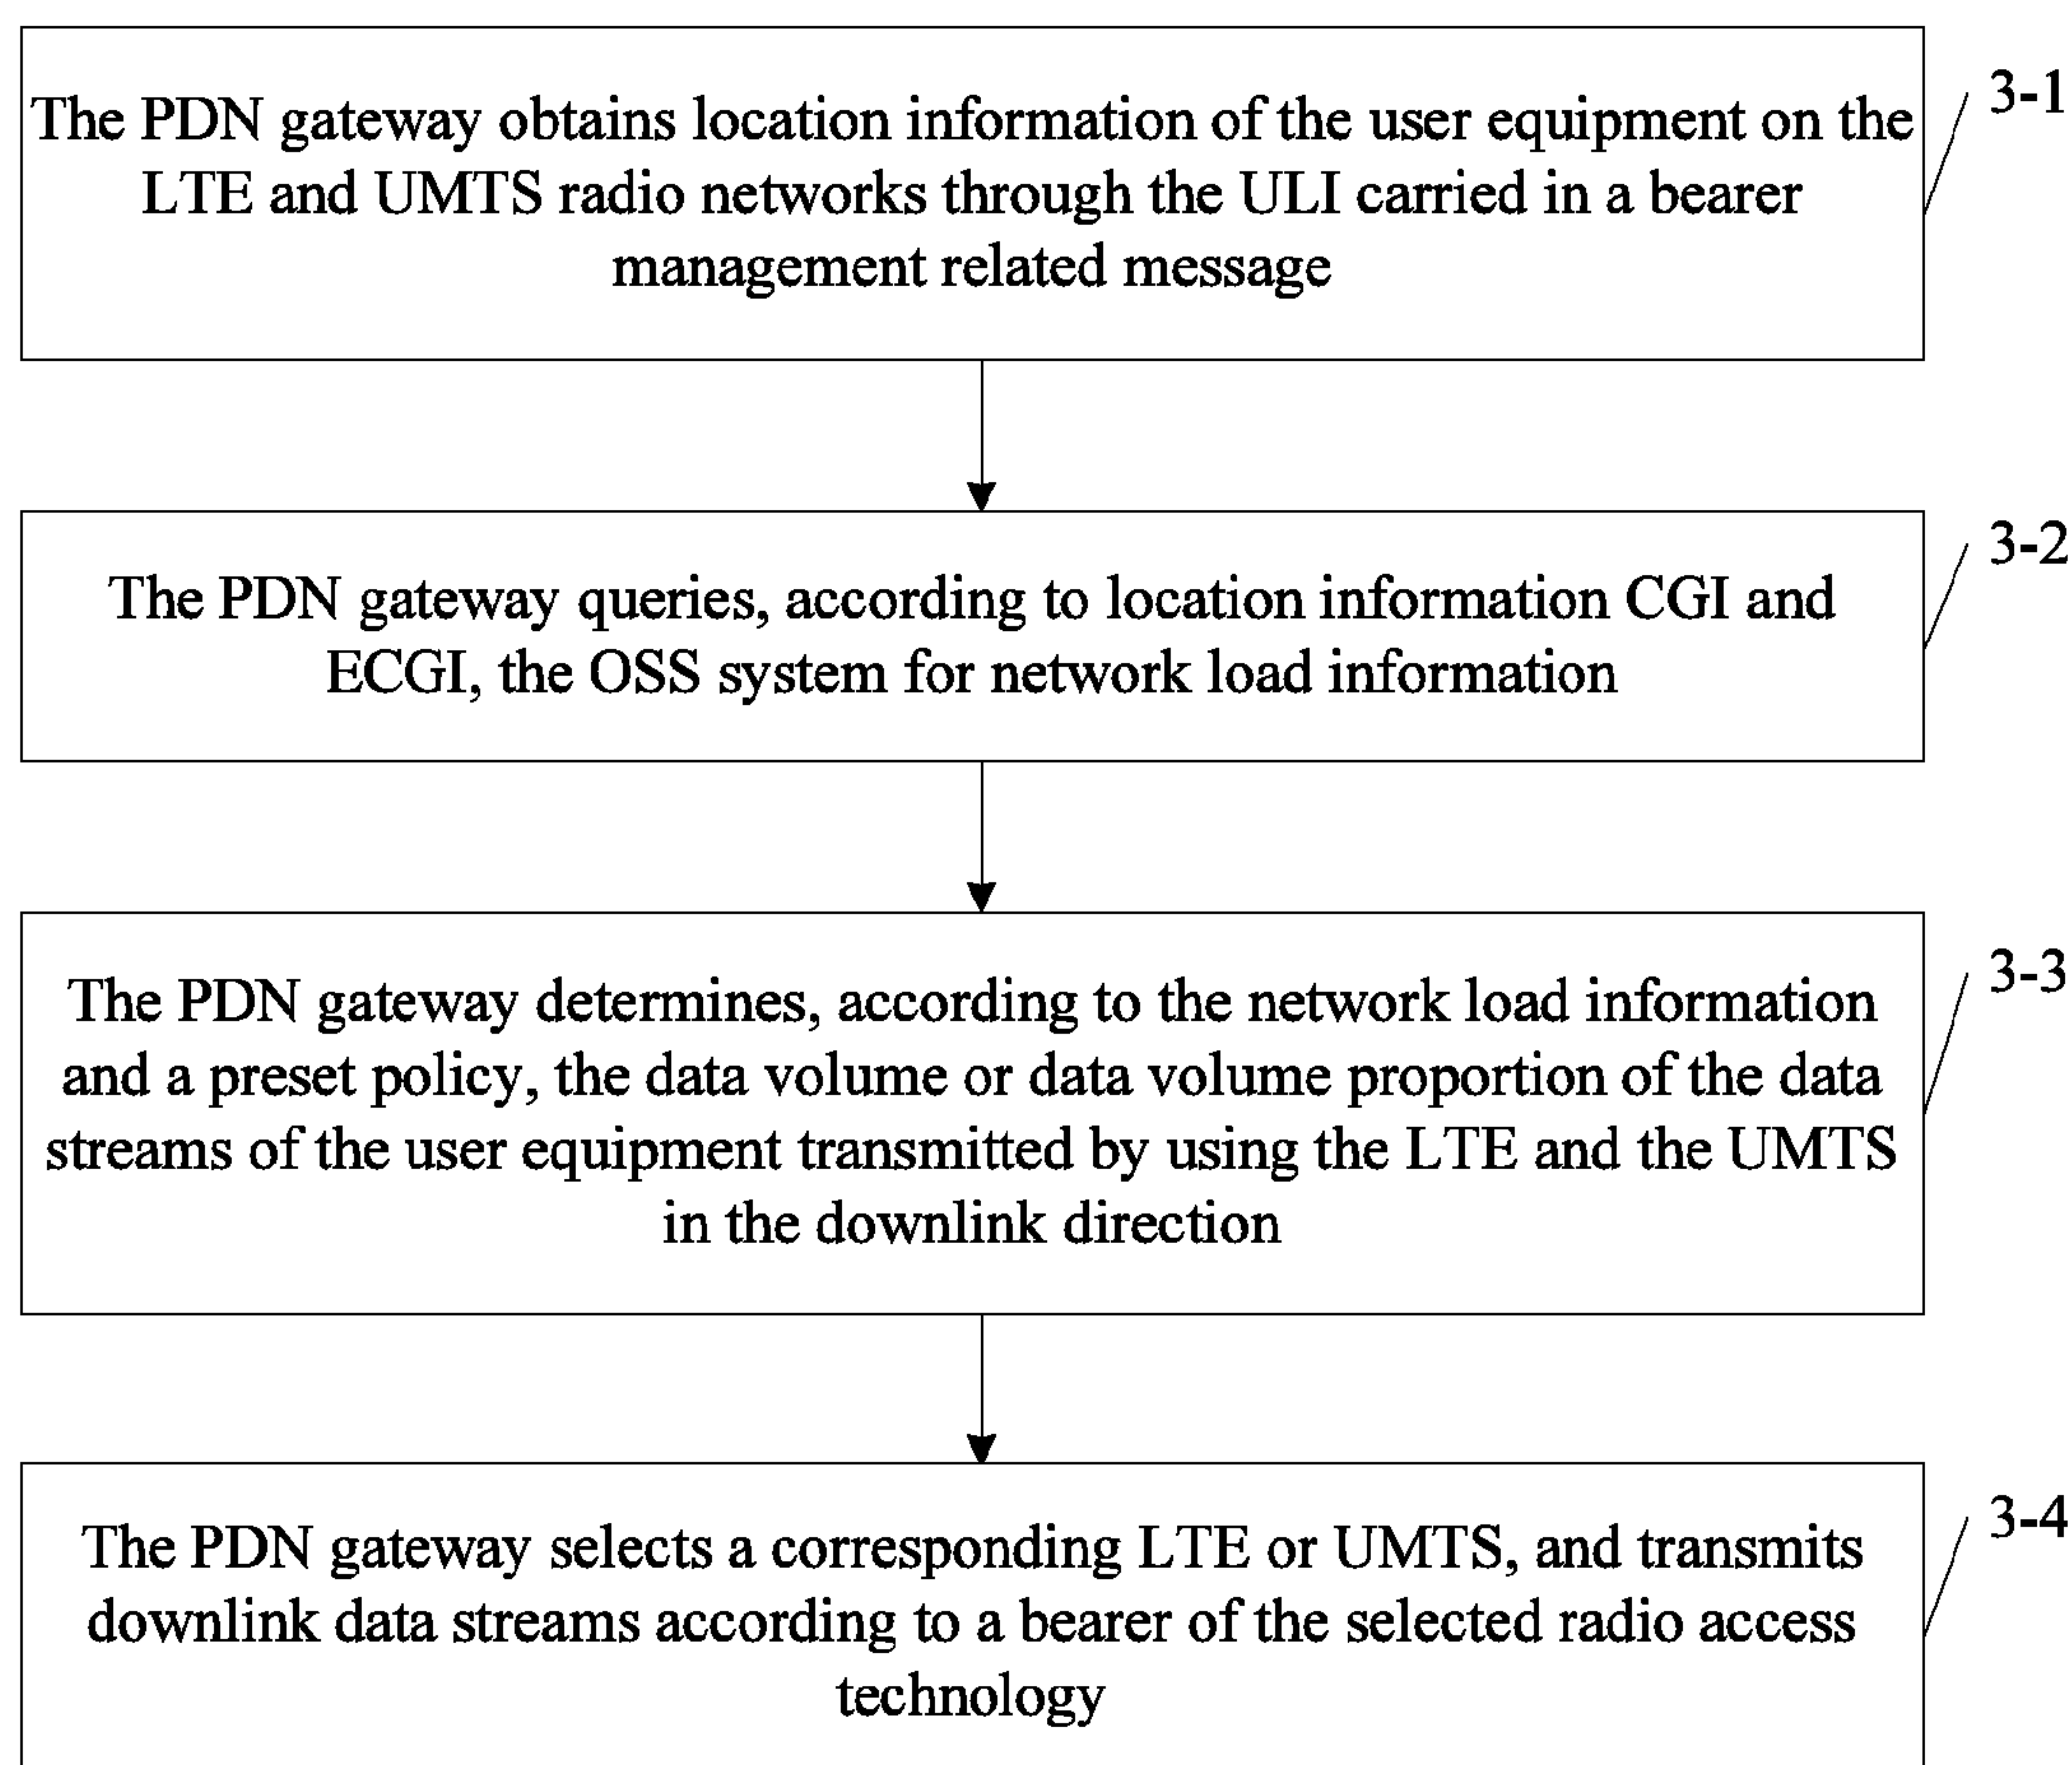 The PDN gateway obtains location information of the user equipment on the
LTE and UMTS radio networks through the ULI carried in a bearer
management related message
3-1
The PDN gateway queries, according to location information CGI and
ECGI, the OSS system for network load information
3-2
The PDN gateway determines, according to the network load information
and a preset policy, the data volume or data volume proportion of the data
streams of the user equipment transmitted by using the LTE and the UMTS
in the downlink direction
3-3
The PDN gateway selects a corresponding LTE or UMTS, and transmits
downlink data streams according to a bearer of the selected radio access
technology
3-4